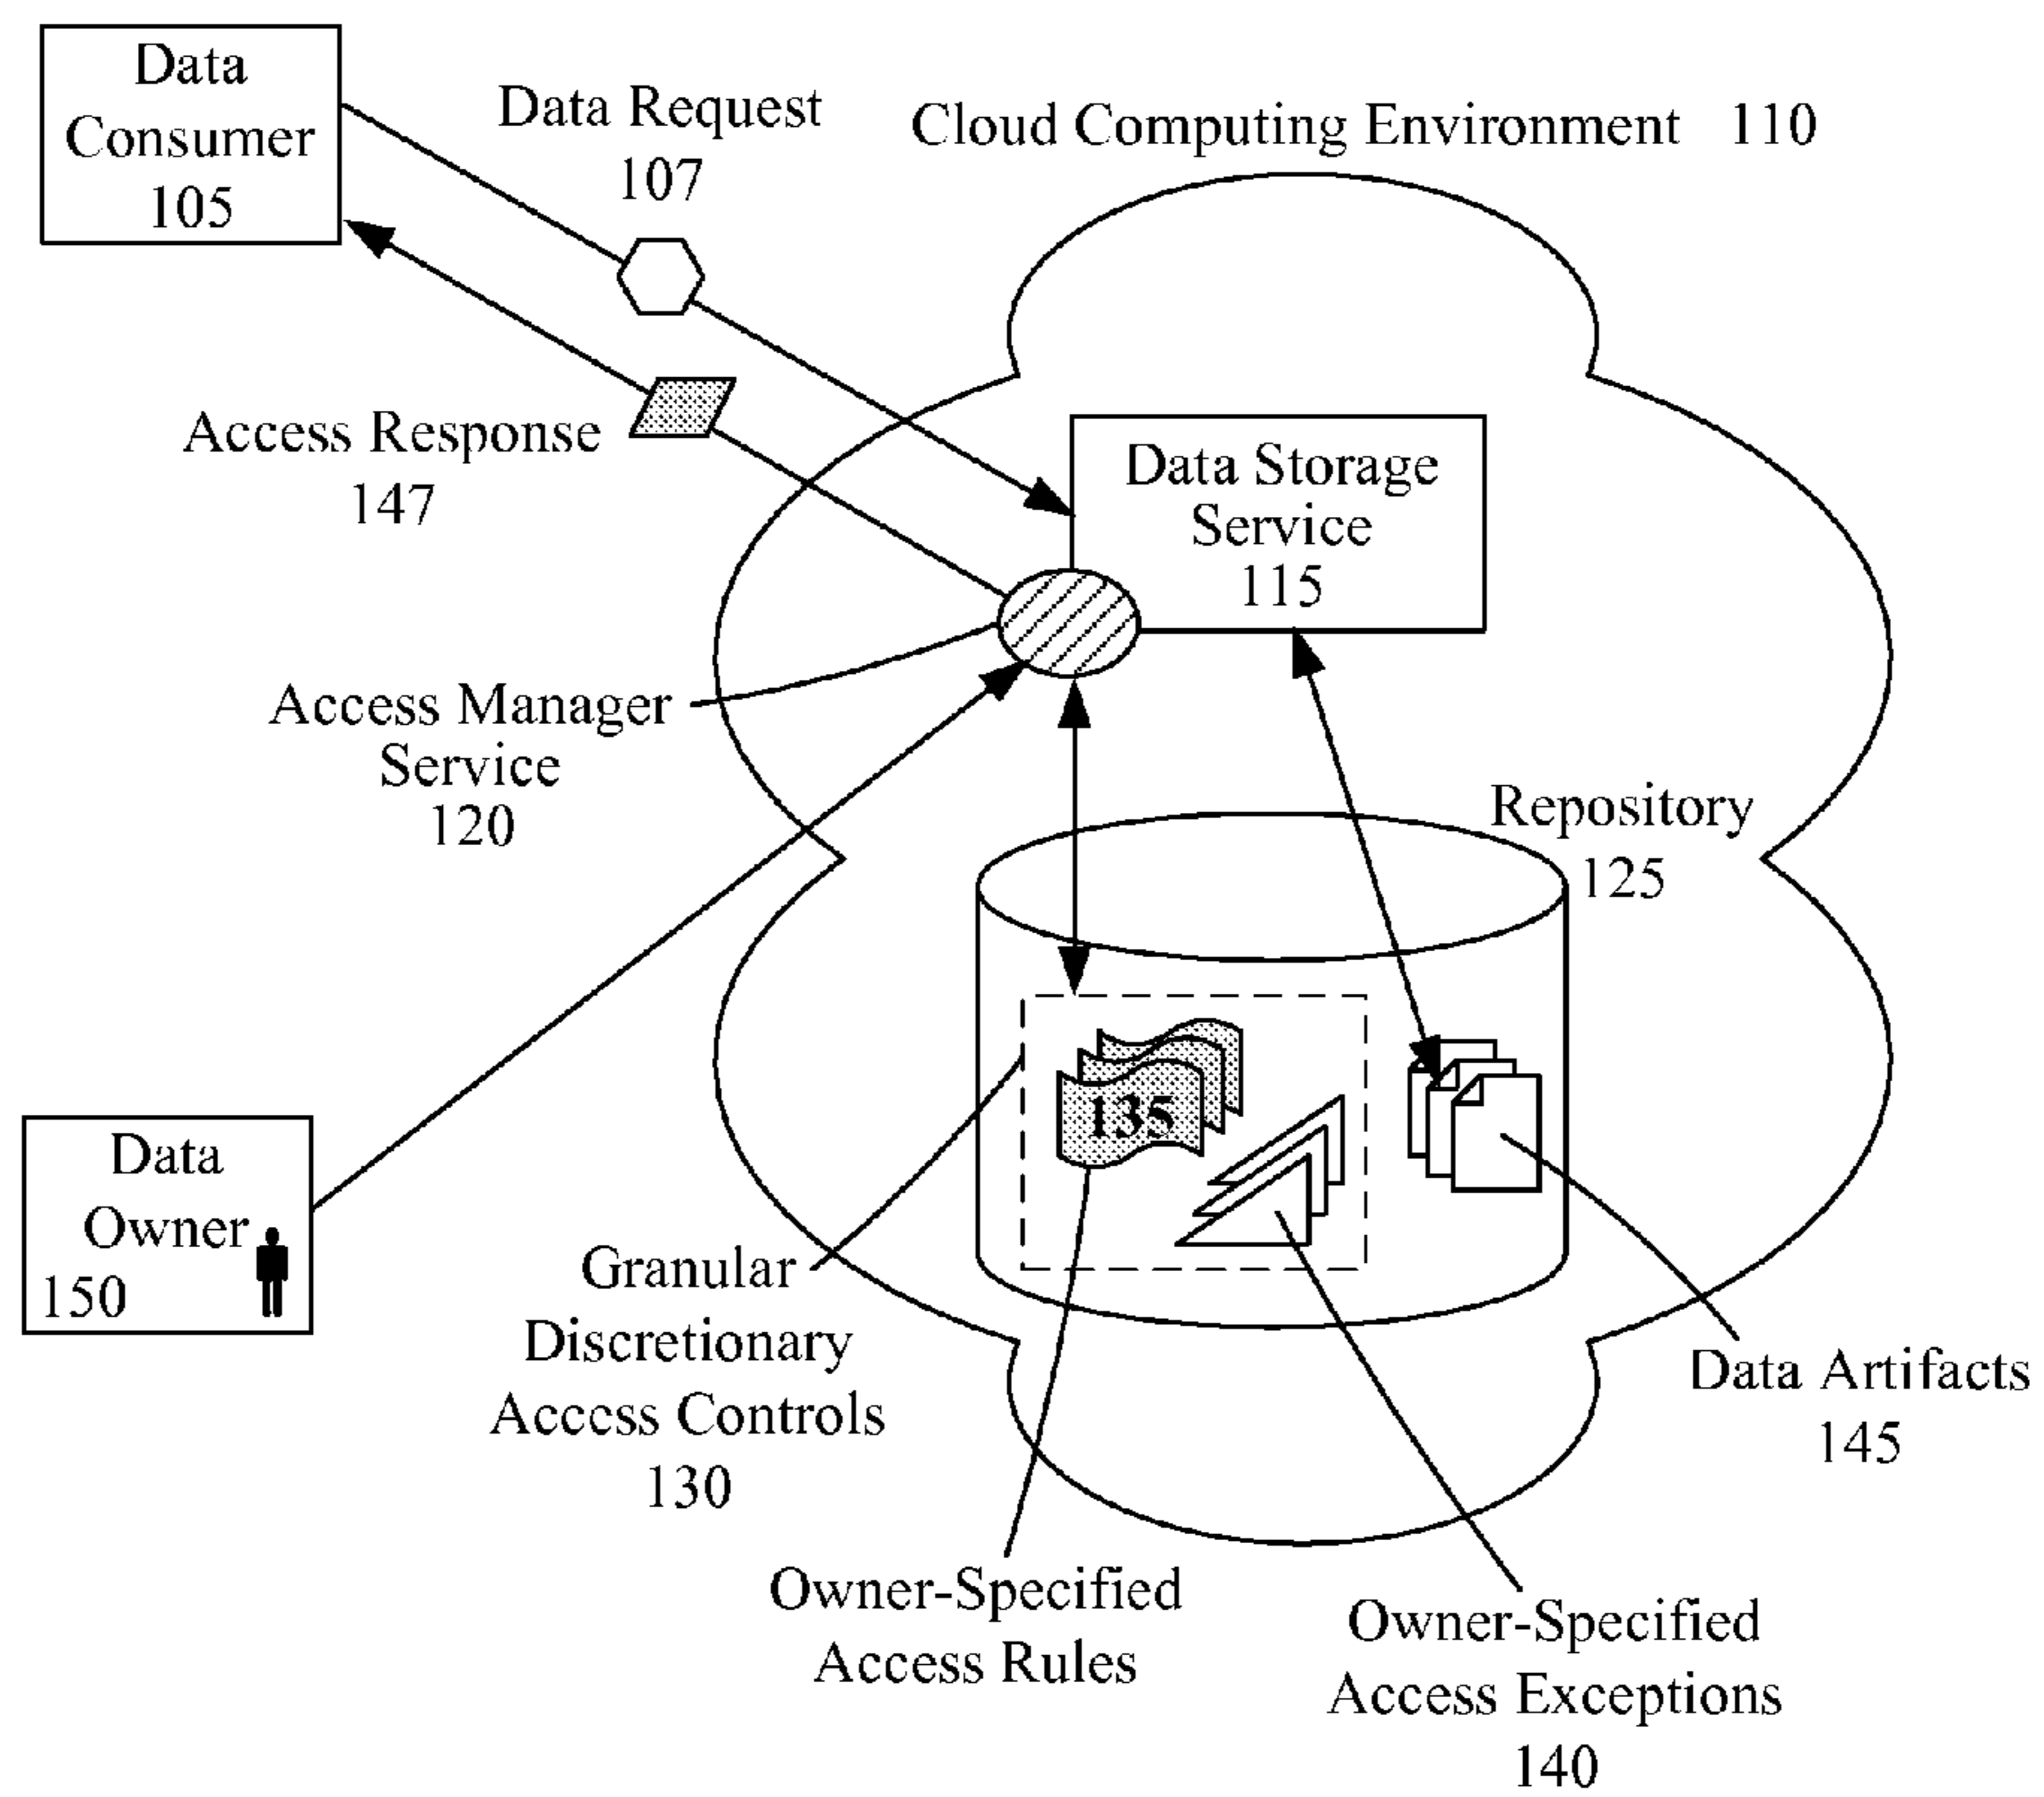 Data
Consumer
105
Data Request
107
Cloud Computing Environment 110
Access Response
147
Data Storage
Service
115
Access Manager
Service
120
Repository
125
135
Data
Owner
150
Granular
Discretionary
Access Controls
130
Data Artifacts
145
Owner-Specified
Access Rules
Owner-Specified
Access Exceptions
140